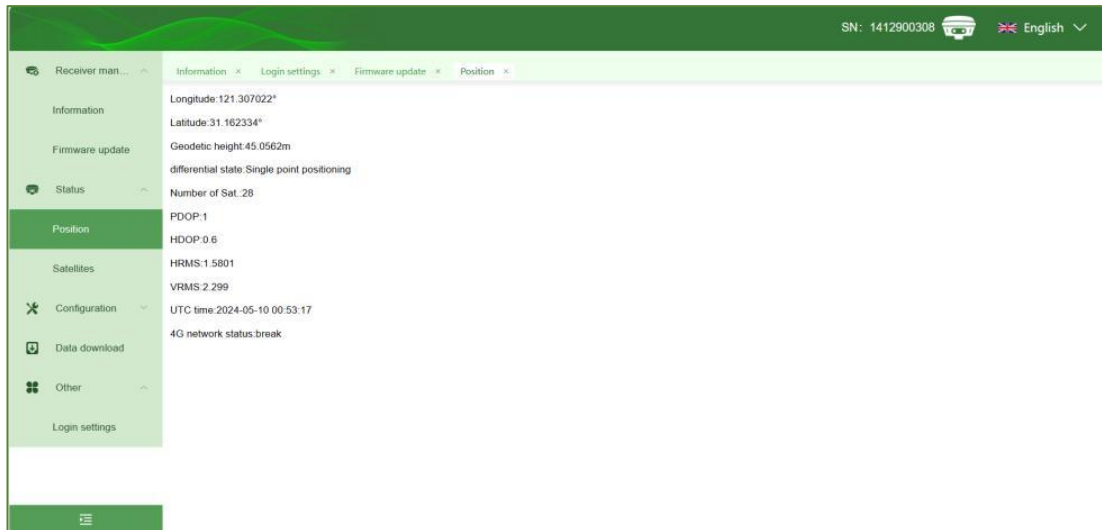 SN: 1412900308 English
Receiver man...
Information
Firmware update
Status
Position
Satellites
Configuration
Data download
Other
Login settings
Information × Login settings × Firmware update × Position ×
Longitude:121.307022°
Latitude:31.162334°
Geodetic height:45.0562m
differential state:Single point positioning
Number of Sat.:28
PDOP:1
HDOP:0.6
HRMS:1.5801
VRMS:2.299
UTC time:2024-05-10 00:53:17
4G network status:break